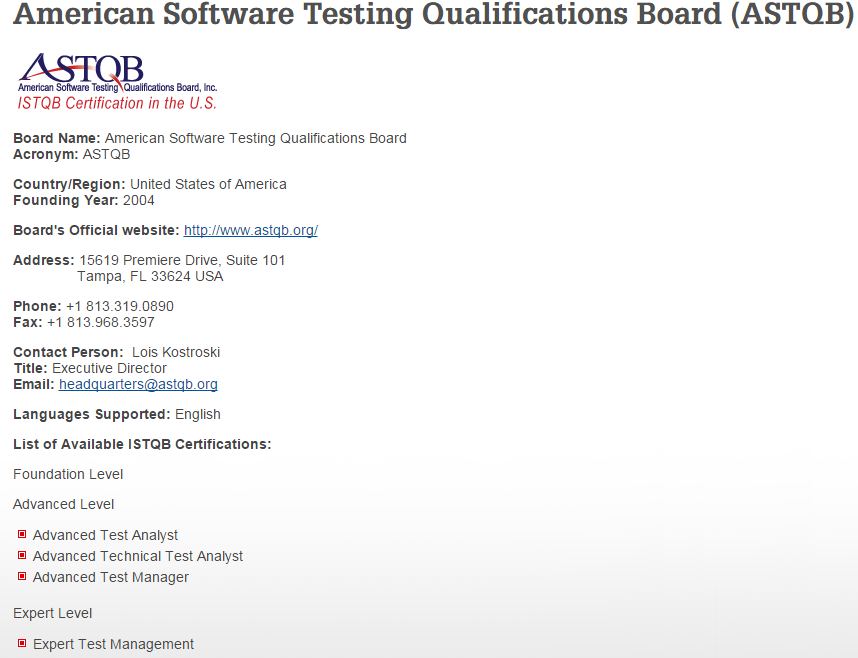 American Software Testing Qualifications Board (ASTQB)
ASTQB
American Software Testing Qualifications Board, Inc.
ISTQB Certification in the U.S.
Board Name: American Software Testing Qualifications Board
Acronym: ASTQB
Country/Region: United States of America
Founding Year: 2004
Board's Official website: http://www.astqb.org/
Address: 15619 Premiere Drive, Suite 101
Tampa, FL 33624 USA
Phone: +1 813.319.0890
Fax: +1 813.968.3597
Contact Person: Lois Kostroski
Title: Executive Director
Email: headquarters@astqb.org
Languages Supported: English
List of Available ISTQB Certifications:
Foundation Level
Advanced Level
Advanced Test Analyst
Advanced Technical Test Analyst
Advanced Test Manager
Expert Level
Expert Test Management